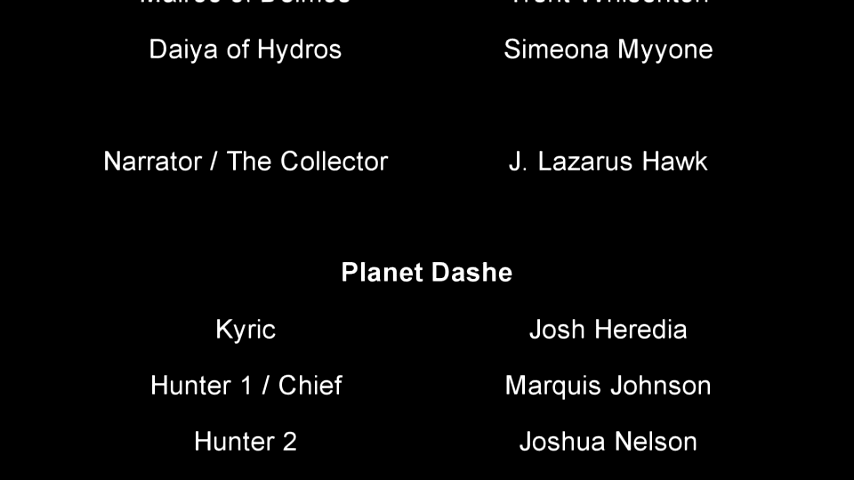 Daiya of Hydros Simeona Myyone
Narrator / The Collector J. Lazarus Hawk
Planet Dashe
Kyric Josh Heredia
Hunter 1 / Chief Marquis Johnson
Hunter 2 Joshua Nelson